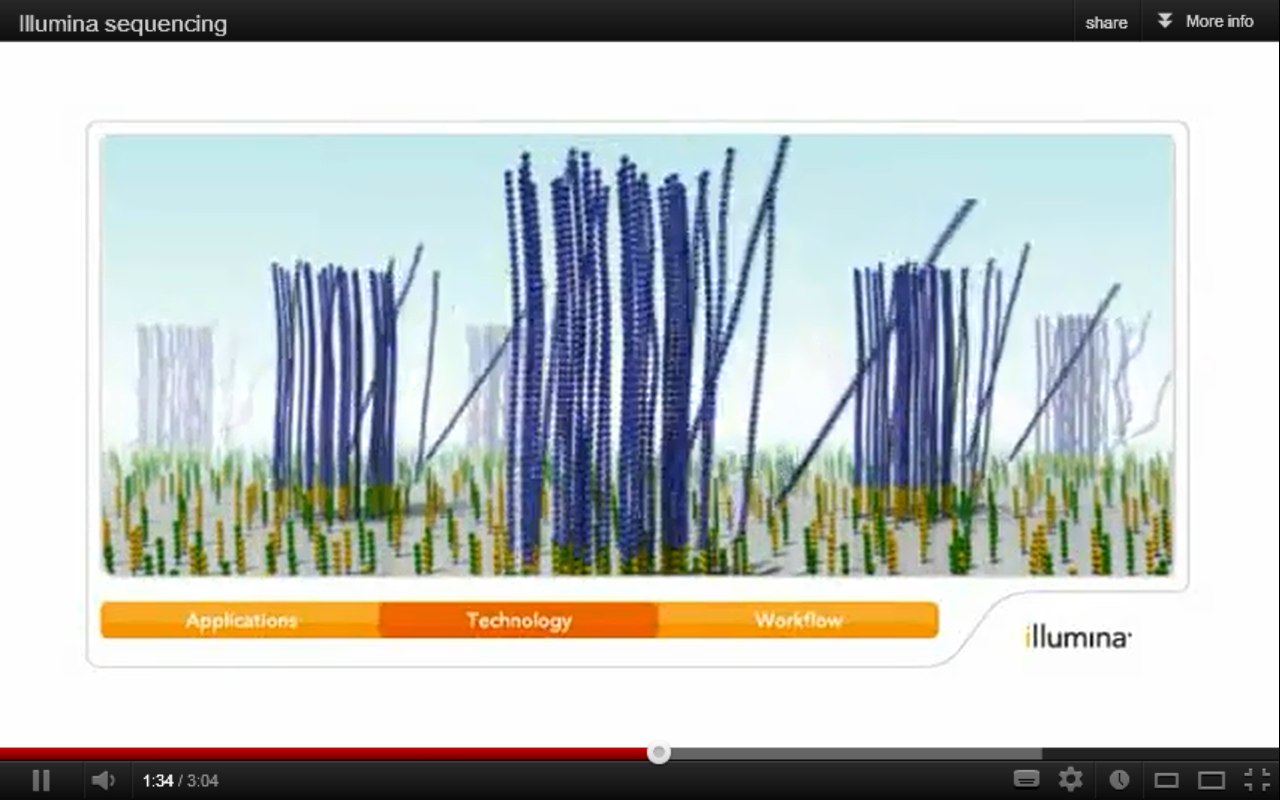 Illumina sequencing
share
More info
Applications
Technology
Workflow
illumina
1:34 / 3:04